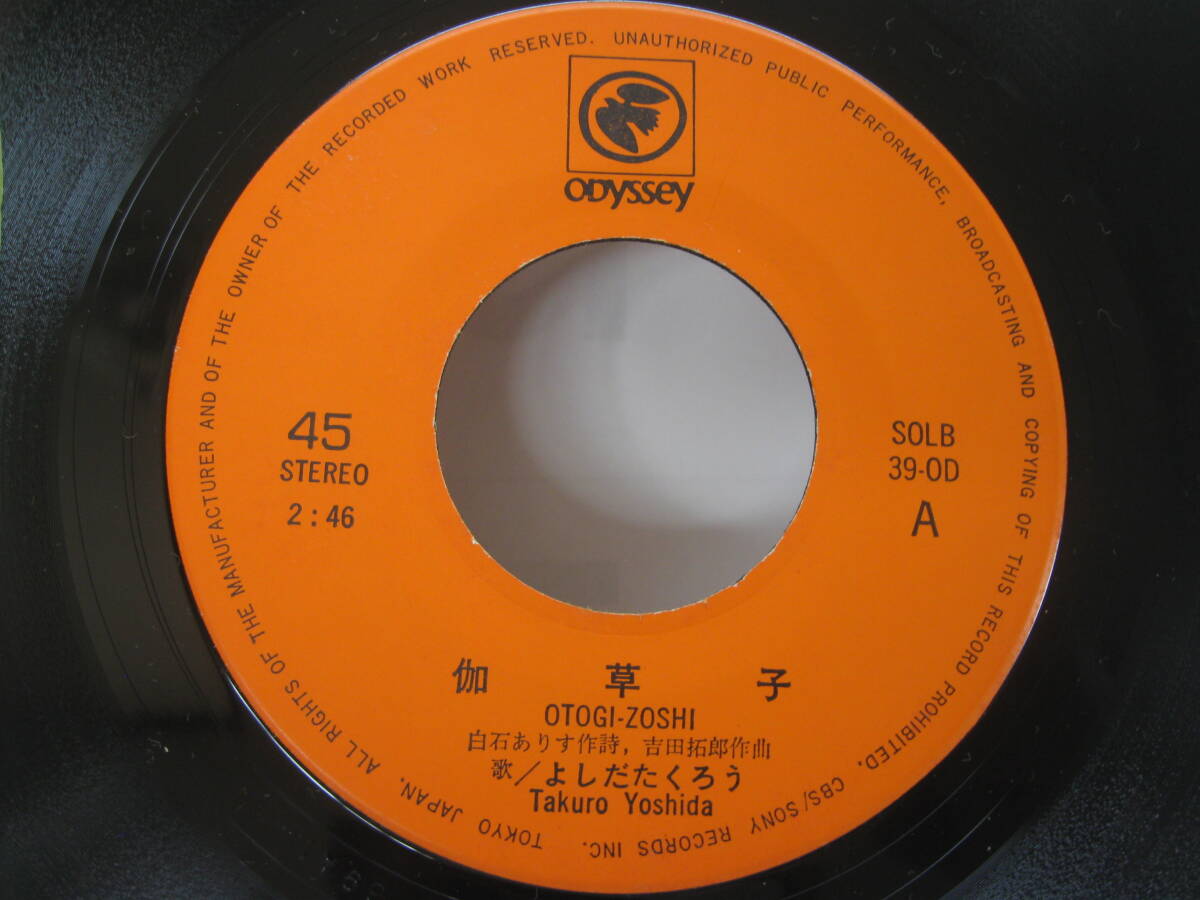 ODYSSEY
45
STEREO
2:46
SOLB
39-OD
A
伽草子
OTOGI-ZOSHI
白石ありす作詩,吉田拓郎作曲
歌/よしだたくろう
Takuro Yoshida
ALL RIGHTS OF THE MANUFACTURER AND OF THE OWNER OF THE RECORDED WORK RESERVED. UNAUTHORIZED PUBLIC PERFORMANCE, BROADCASTING AND COPYING OF THIS RECORD PROHIBITED. CBS/SONY RECORDS INC. TOKYO JAPAN.